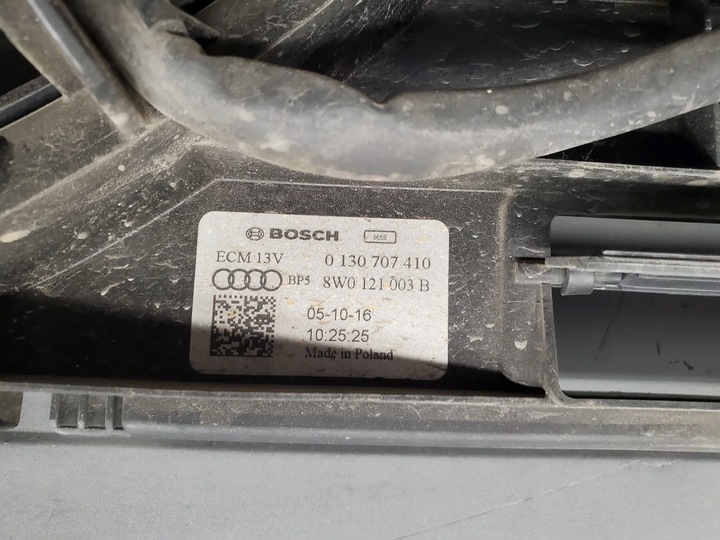 BOSCH
ECM 13V 0 130 707 410
BP5 8W0 121 003 B
05-10-16
10:25:25
Made in Poland